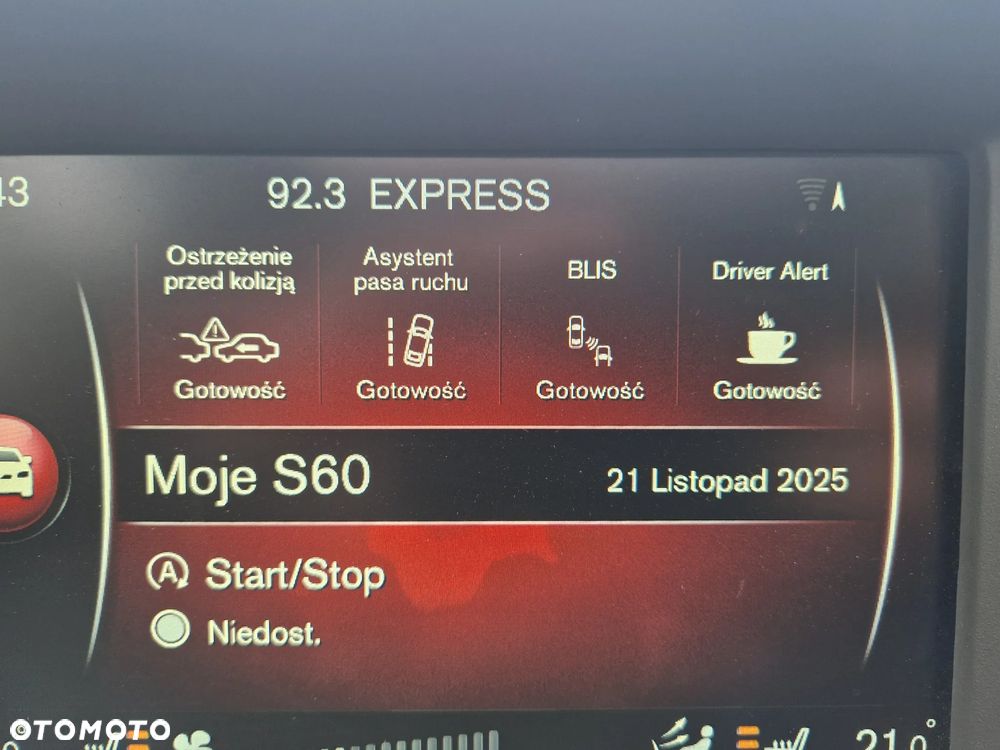 43
92.3 EXPRESS
Ostrzeżenie
przed kolizją
Gotowość
Asystent
pasa ruchu
Gotowość
BLIS
Gotowość
Driver Alert
Gotowość
Moje S60
21 Listopad 2025
A
Start/Stop
Niedost.
OTOMOTO
21.0°